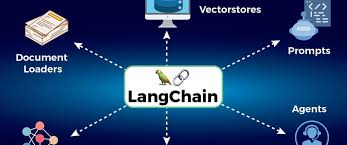 Vectorstores
Document
Loaders
Prompts
LangChain
Agents